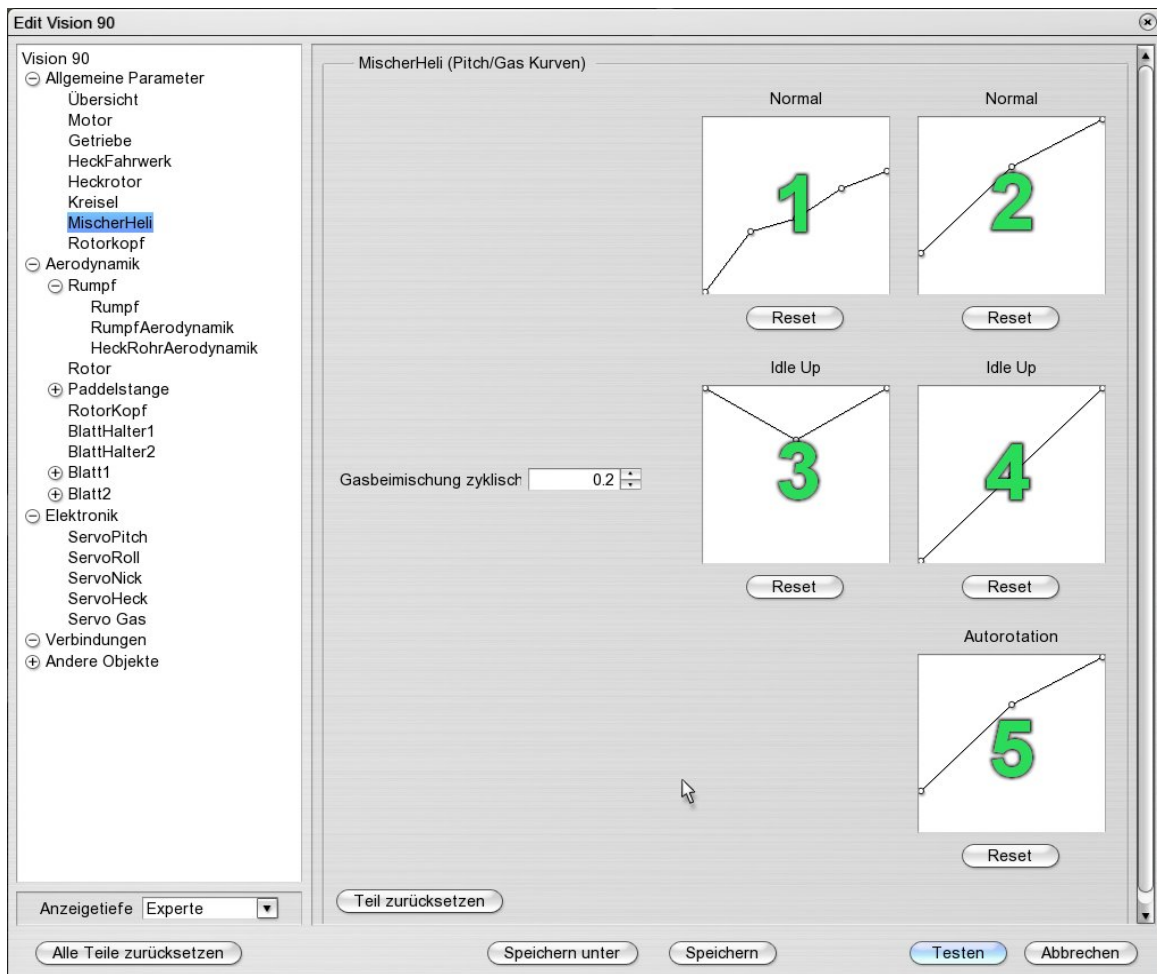 Edit Vision 90
Vision 90
Allgemeine Parameter
Übersicht
Motor
Getriebe
HeckFahrwerk
Heckrotor
Kreisel
MischerHeli
Rotorkopf
Aerodynamik
Rumpf
Rumpf
RumpfAerodynamik
HeckRohrAerodynamik
Rotor
Paddelstange
RotorKopf
BlattHalter1
BlattHalter2
Blatt1
Blatt2
Elektronik
ServoPitch
ServoRoll
ServoNick
ServoHeck
Servo Gas
Verbindungen
Andere Objekte
Anzeigetiefe Experte
MischerHeli (Pitch/Gas Kurven)
Normal Normal
1 2
Reset Reset
Idle Up Idle Up
Gasbeimischung zyklisch 0.2
3 4
Reset Reset
Autorotation
5
Reset
Teil zurücksetzen
Alle Teile zurücksetzen Speichern unter Speichern Testen Abbrechen